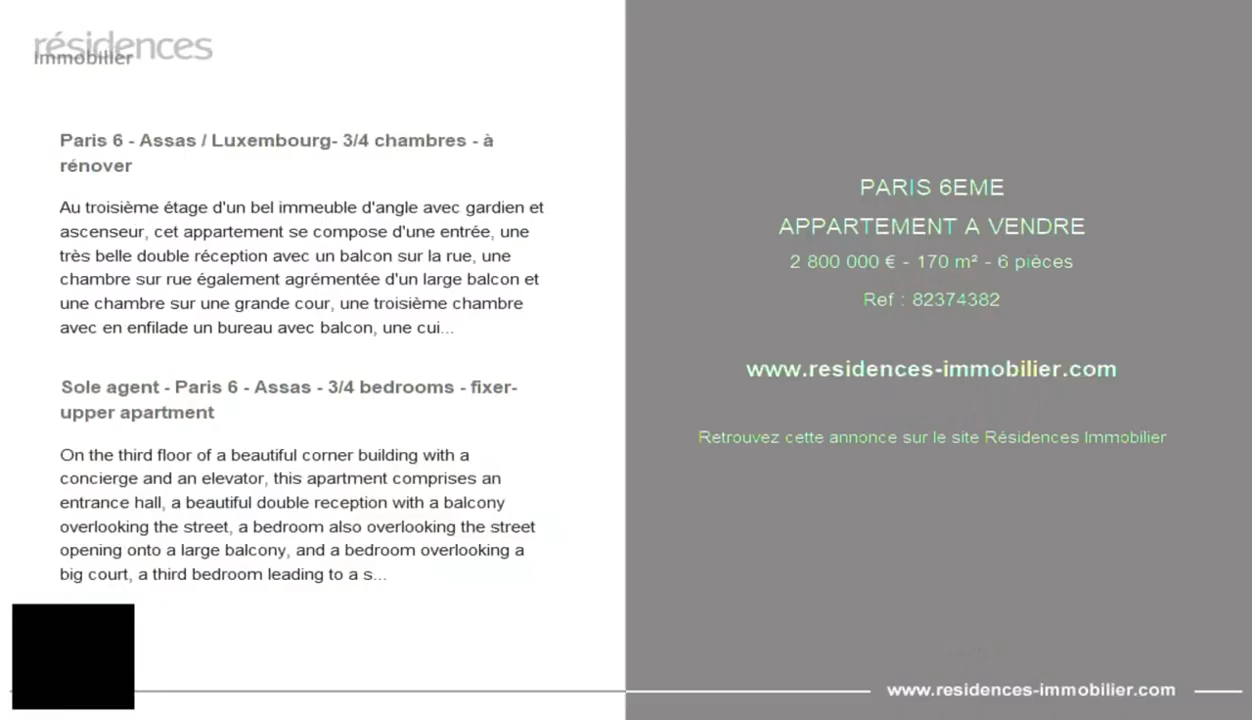 résidences
Immobilier
Paris 6 - Assas / Luxembourg- 3/4 chambres - à
rénover
Au troisième étage d'un bel immeuble d'angle avec gardien et
ascenseur, cet appartement se compose d'une entrée, une
très belle double réception avec un balcon sur la rue, une
chambre sur rue également agrémentée d'un large balcon et
une chambre sur une grande cour, une troisième chambre
avec en enfilade un bureau avec balcon, une cui...
Sole agent - Paris 6 - Assas - 3/4 bedrooms - fixer-
upper apartment
On the third floor of a beautiful corner building with a
concierge and an elevator, this apartment comprises an
entrance hall, a beautiful double reception with a balcony
overlooking the street, a bedroom also overlooking the street
opening onto a large balcony, and a bedroom overlooking a
big court, a third bedroom leading to a s...
PARIS 6EME
APPARTEMENT A VENDRE
2 800 000 € - 170 m² - 6 pièces
Ref : 82374382
www.residences-immobilier.com
Retrouvez cette annonce sur le site Résidences Immobilier
www.residences-immobilier.com